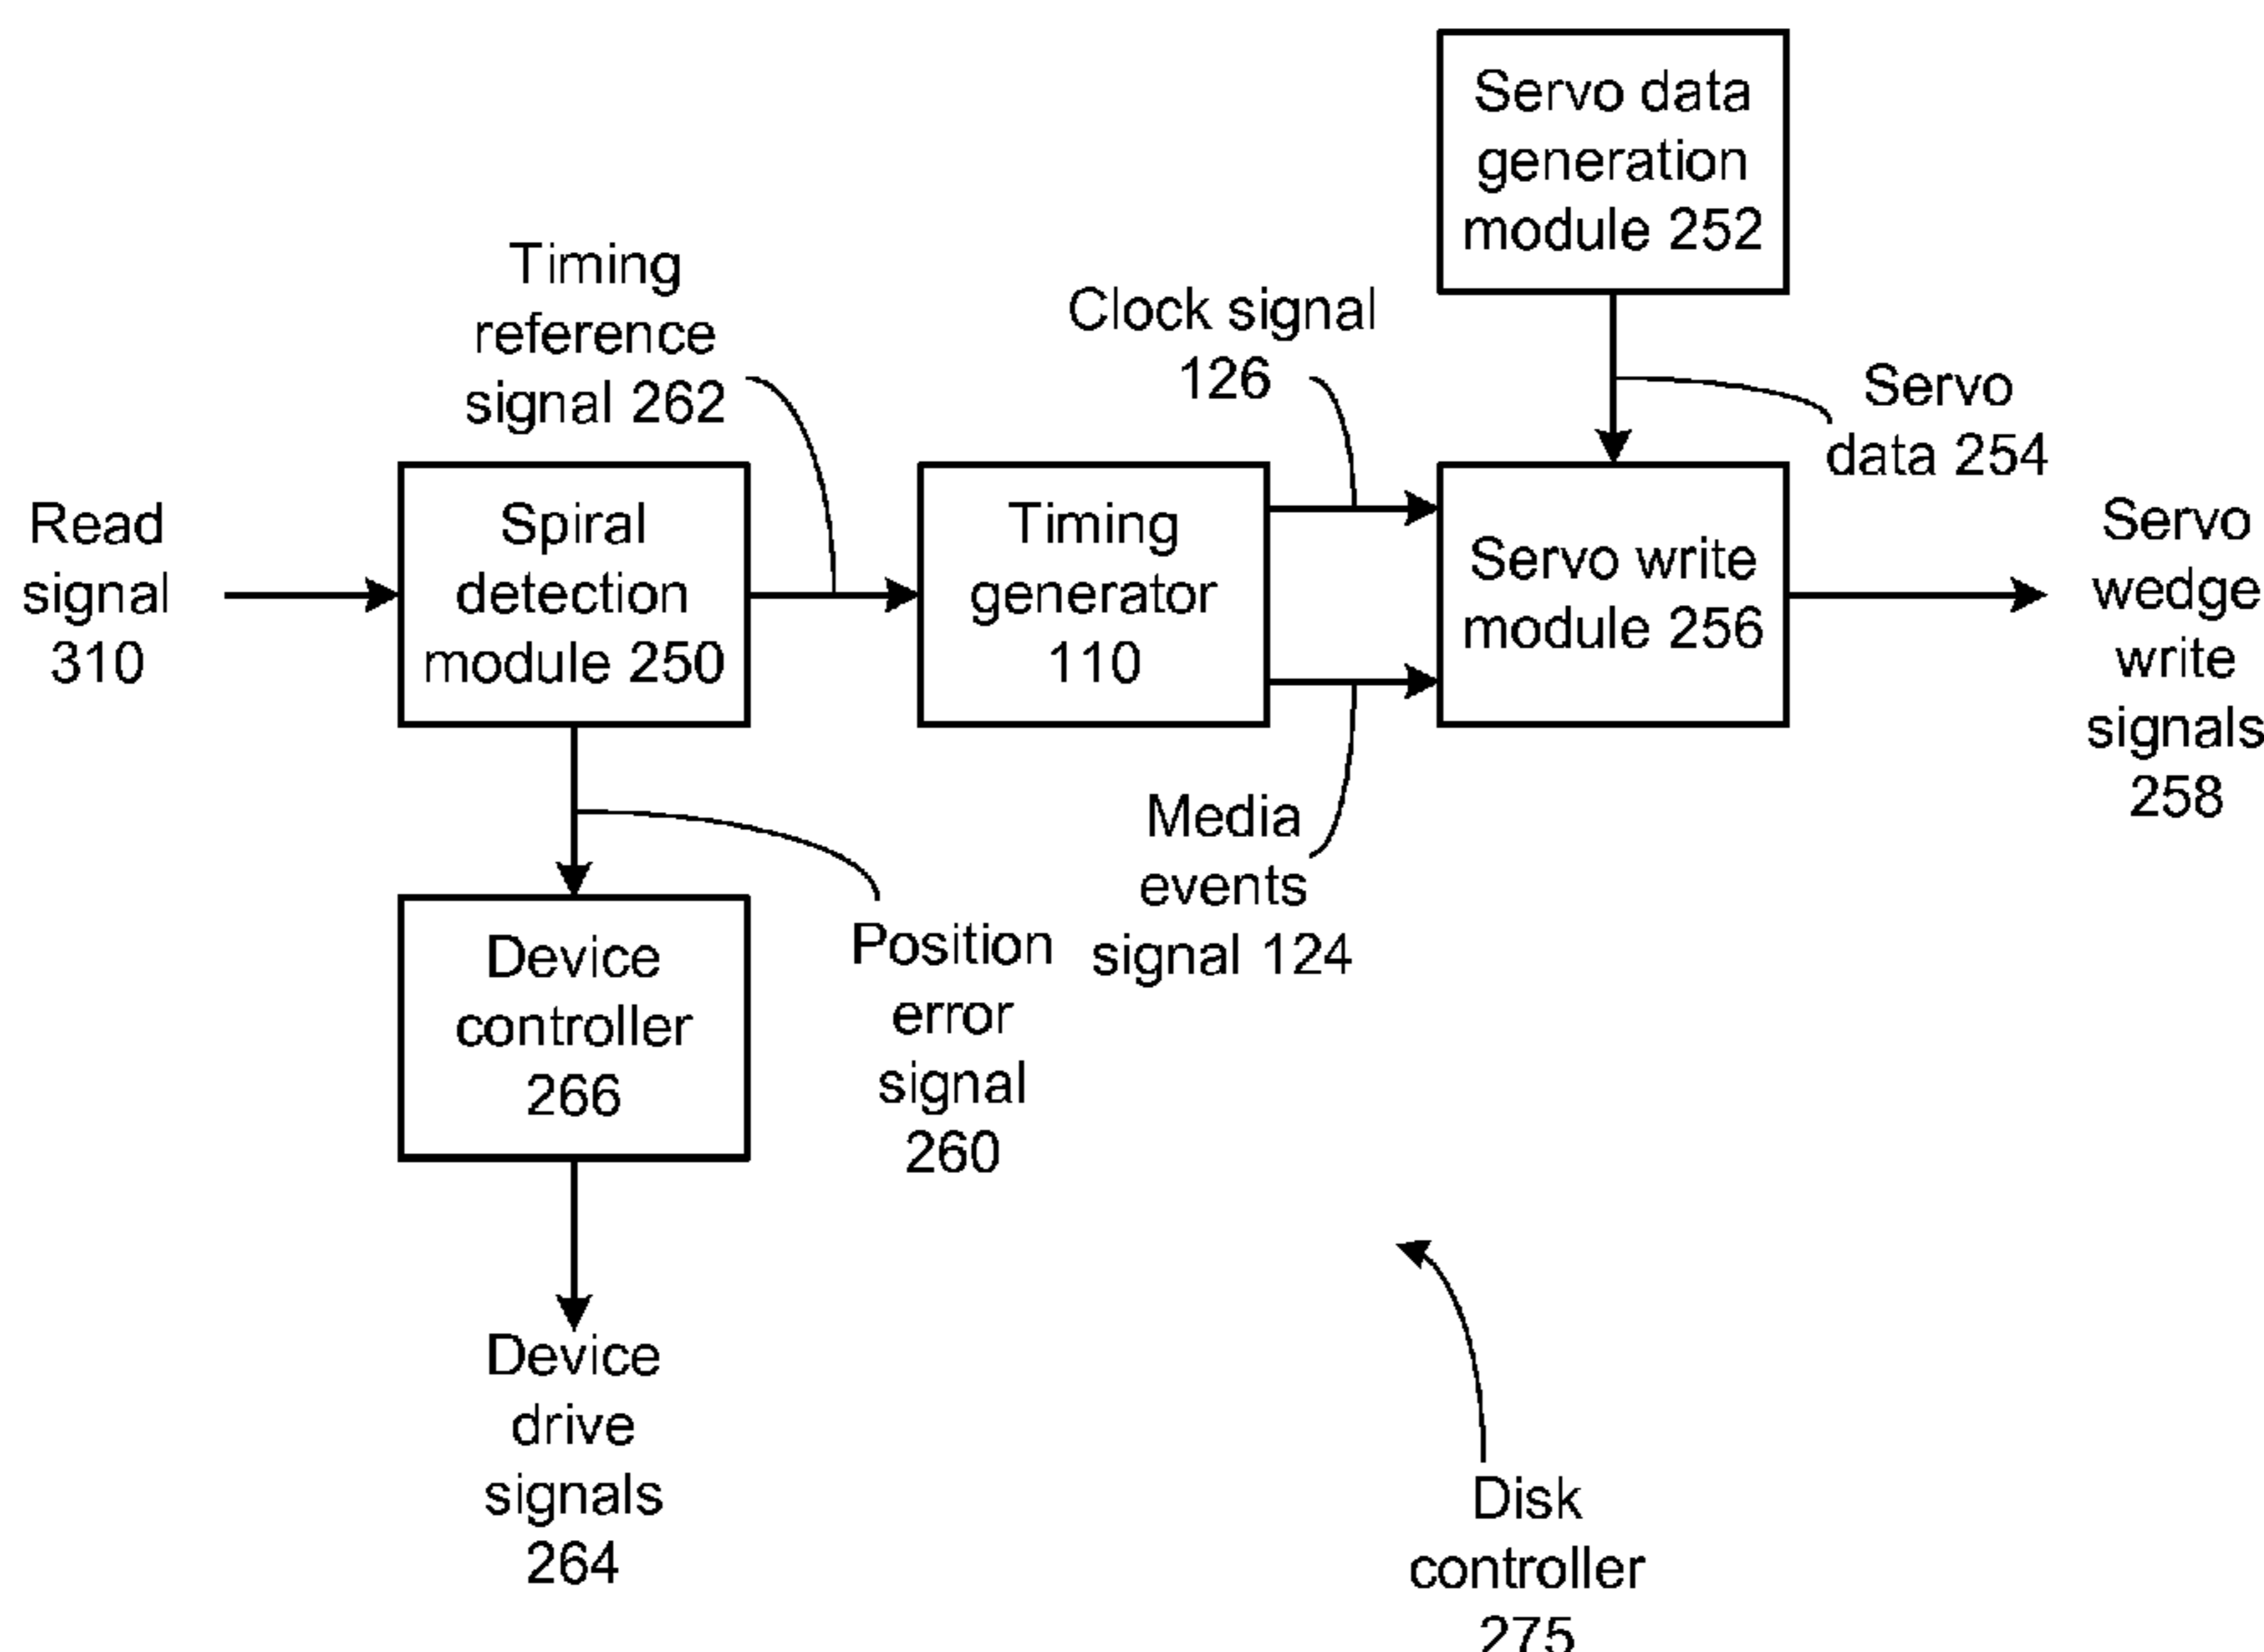 Servo data
generation
module 252
Timing
reference
signal 262
Clock signal
126
Servo
data 254
Read
signal
310
Spiral
detection
module 250
Timing
generator
110
Servo write
module 256
Servo
wedge
write
signals
258
Media
events
signal 124
Position
error
signal
260
Device
controller
266
Device
drive
signals
264
Disk
controller
275